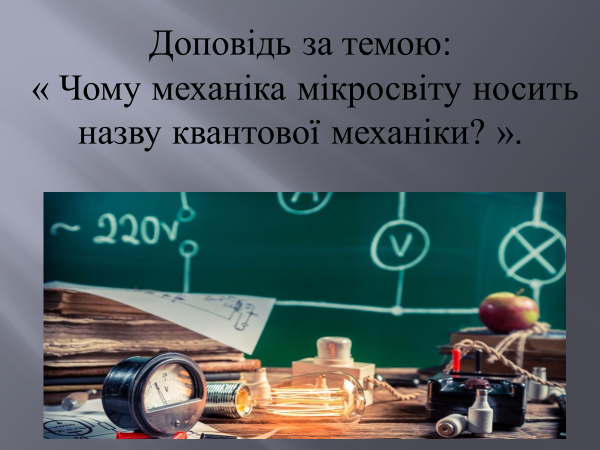 Доповідь за темою:
« Чому механіка мікросвіту носить
назву квантової механіки? ».
~ 220v
A
V